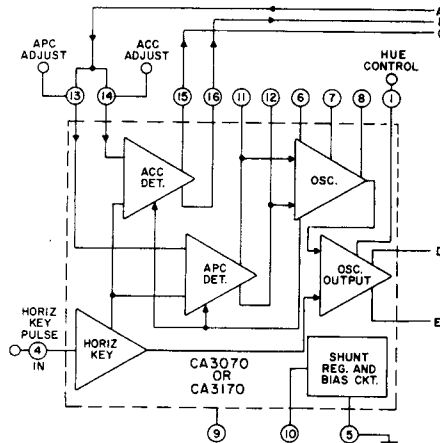 A
APC
ADJUST
ACC
ADJUST
HUE
CONTROL
13
14
15
16
11
12
6
7
8
1
ACC
DET.
OSC.
APC
DET.
OSC.
OUTPUT
E
HORIZ
KEY
PULSE
4
IN
HORIZ
KEY
CA3070
OR
CA3170
SHUNT
REG. AND
BIAS CKT.
9
10
5